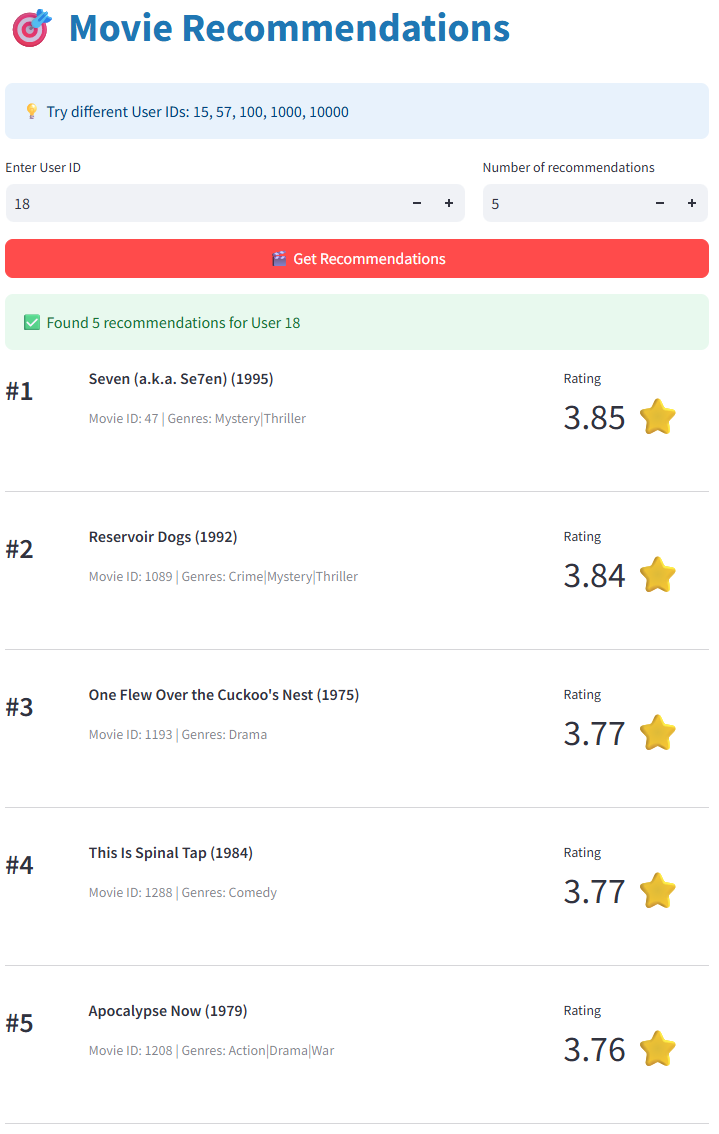 Movie Recommendations
Try different User IDs: 15, 57, 100, 1000, 10000
Enter User ID
Number of recommendations
18
5
Get Recommendations
Found 5 recommendations for User 18
#1
Seven (a.k.a. Se7en) (1995)
Movie ID: 47 | Genres: Mystery|Thriller
Rating
3.85
#2
Reservoir Dogs (1992)
Movie ID: 1089 | Genres: Crime|Mystery|Thriller
Rating
3.84
#3
One Flew Over the Cuckoo's Nest (1975)
Movie ID: 1193 | Genres: Drama
Rating
3.77
#4
This Is Spinal Tap (1984)
Movie ID: 1288 | Genres: Comedy
Rating
3.77
#5
Apocalypse Now (1979)
Movie ID: 1208 | Genres: Action|Drama|War
Rating
3.76